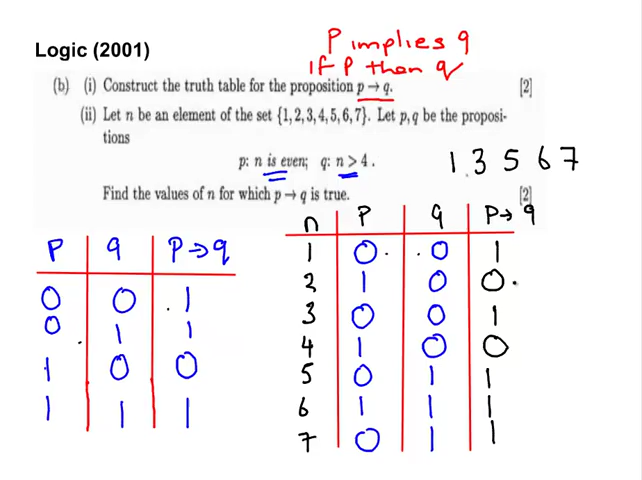 Logic (2001)
P implies q
If P then q
(b) (i) Construct the truth table for the proposition p → q. [2]
(ii) Let n be an element of the set {1, 2, 3, 4, 5, 6, 7}. Let p, q be the proposi-
tions
p: n is even; q: n > 4 .
1 3 5 6 7
Find the values of n for which p → q is true. [2]
P q P → q
0 0 1
0 1 1
1 0 0
1 1 1
n P q P → q
1 0 0 1
2 1 0 0
3 0 0 1
4 1 0 0
5 0 1 1
6 1 1 1
7 0 1 1